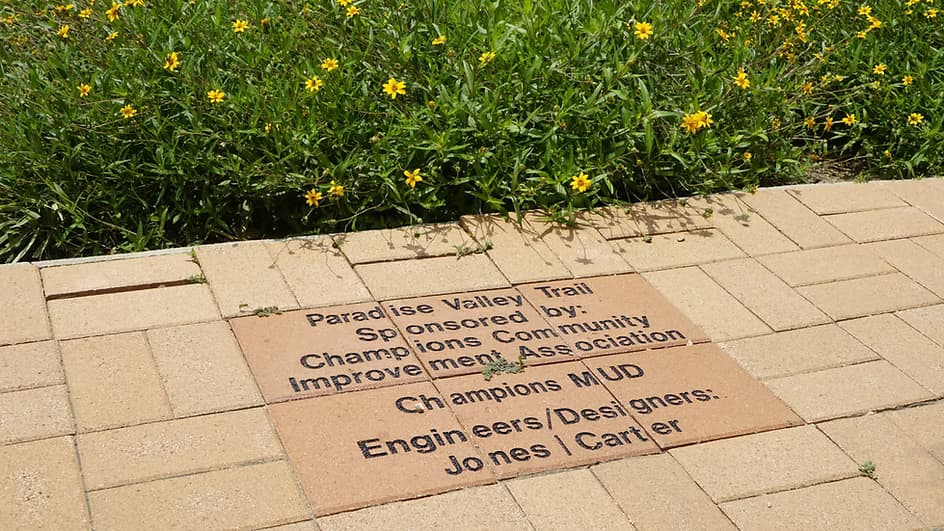 Paradise Valley Trail
Sponsored by:
Champions Community
Improvement Association
Champions MUD
Engineers/Designers:
Jones | Carter